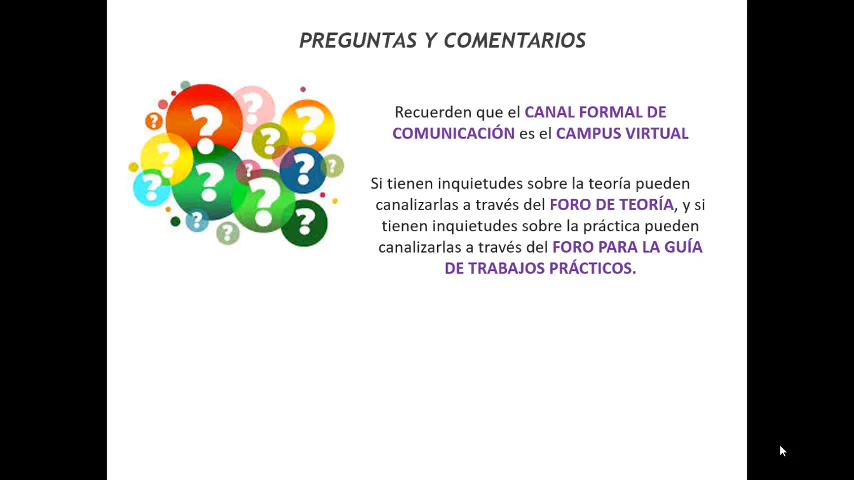 PREGUNTAS Y COMENTARIOS
Recuerden que el CANAL FORMAL DE
COMUNICACIÓN es el CAMPUS VIRTUAL
Si tienen inquietudes sobre la teoría pueden
canalizarlas a través del FORO DE TEORÍA, y si
tienen inquietudes sobre la práctica pueden
canalizarlas a través del FORO PARA LA GUÍA
DE TRABAJOS PRÁCTICOS.